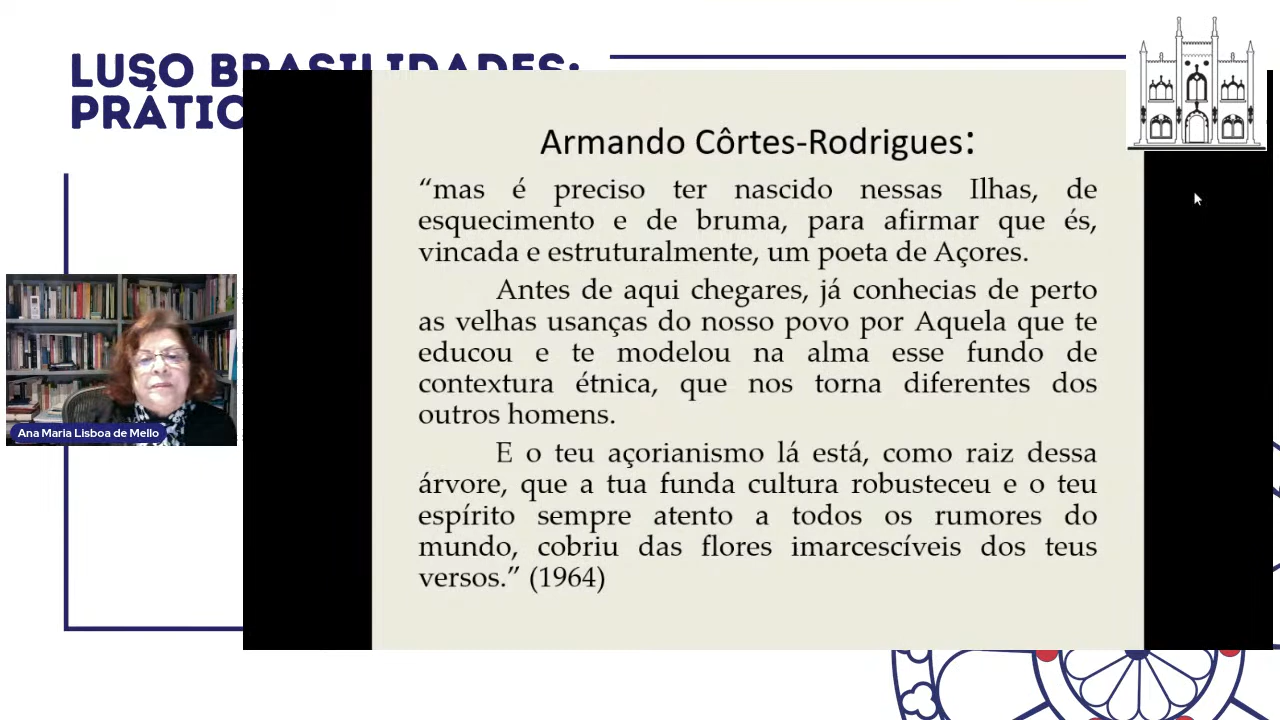 LUSO BRASILIDADES:
PRÁTIC
Armando Côrtes-Rodrigues:
“mas é preciso ter nascido nessas Ilhas, de
esquecimento e de bruma, para afirmar que és,
vincada e estruturalmente, um poeta de Açores.
Antes de aqui chegares, já conhecias de perto
as velhas usanças do nosso povo por Aquela que te
educou e te modelou na alma esse fundo de
contextura étnica, que nos torna diferentes dos
outros homens.
E o teu açorianismo lá está, como raiz dessa
árvore, que a tua funda cultura robusteceu e o teu
espírito sempre atento a todos os rumores do
mundo, cobriu das flores imarcescíveis dos teus
versos.” (1964)
Ana Maria Lisboa de Mello